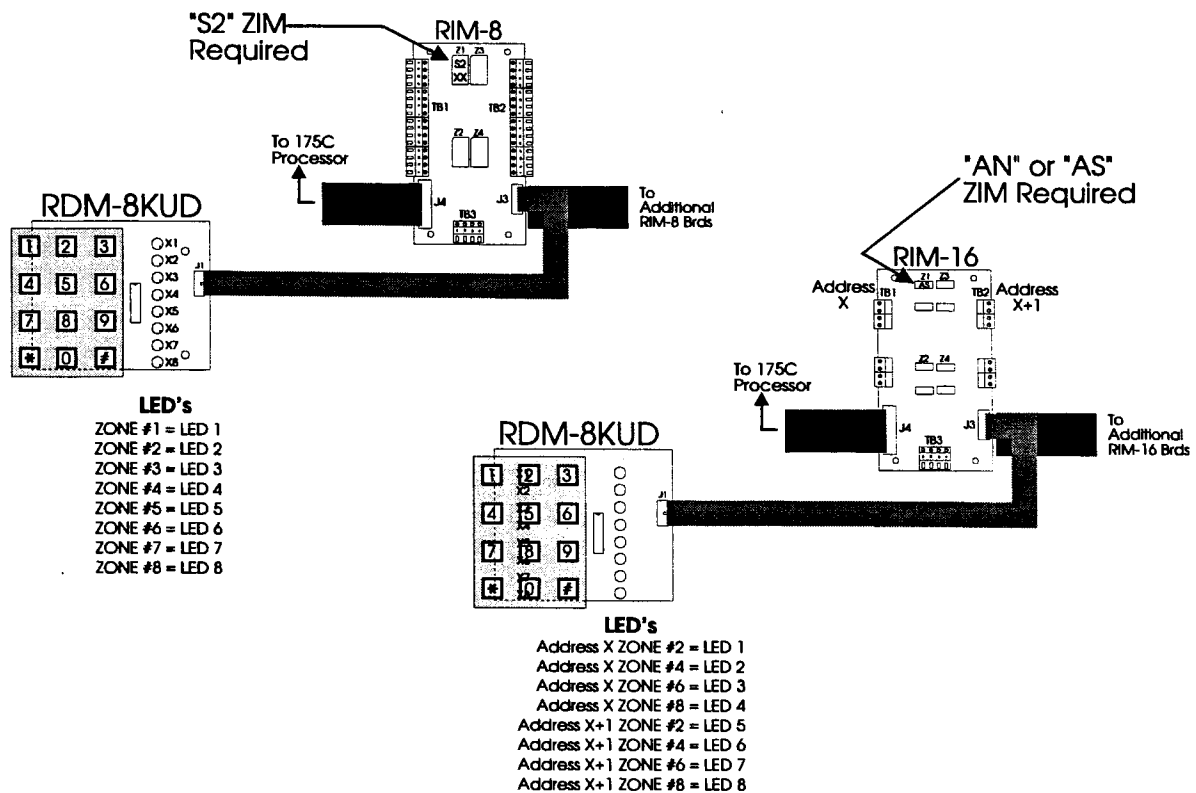 "S2" ZIM
Required
RIM-8
Z1 Z3
S2
XX
TB1
TB2
Z2 Z4
To 175C
Processor
J4
TB3
J3
To
Additional
RIM-8 Brds
"AN" or "AS"
ZIM Required
RDM-8KUD
1 2 3
4 5 6
7 8 9
* 0 #
X1
X2
X3
X4
X5
X6
X7
X8
J1
LED's
ZONE #1 = LED 1
ZONE #2 = LED 2
ZONE #3 = LED 3
ZONE #4 = LED 4
ZONE #5 = LED 5
ZONE #6 = LED 6
ZONE #7 = LED 7
ZONE #8 = LED 8
RIM-16
Z1 Z3
AS
Address
X
TB1
TB2
Address
X+1
Z2 Z4
To 175C
Processor
J4
TB3
J3
To
Additional
RIM-16 Brds
RDM-8KUD
1 2 3
X2
4 5 6
X4
7 8 9
X6
* 0 #
J1
LED's
Address X ZONE #2 = LED 1
Address X ZONE #4 = LED 2
Address X ZONE #6 = LED 3
Address X ZONE #8 = LED 4
Address X+1 ZONE #2 = LED 5
Address X+1 ZONE #4 = LED 6
Address X+1 ZONE #6 = LED 7
Address X+1 ZONE #8 = LED 8